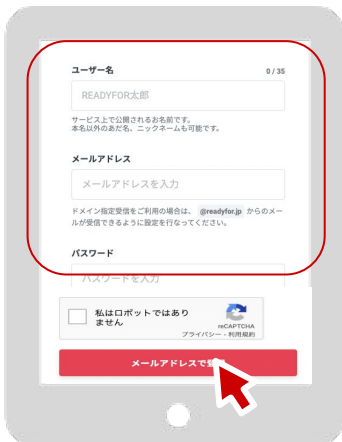 ユーザー名 0 / 35
READYFOR太郎
サービス上で公開されるお名前です。
本名以外のあだ名、ニックネームも可能です。
メールアドレス
メールアドレスを入力
ドメイン指定受信をご利用の場合は、 @readyfor.jp からのメー
ルが受信できるように設定を行なってください。
パスワード
パスワードを入力
私はロボットではあり
ません
reCAPTCHA
プライバシー - 利用規約
メールアドレスで